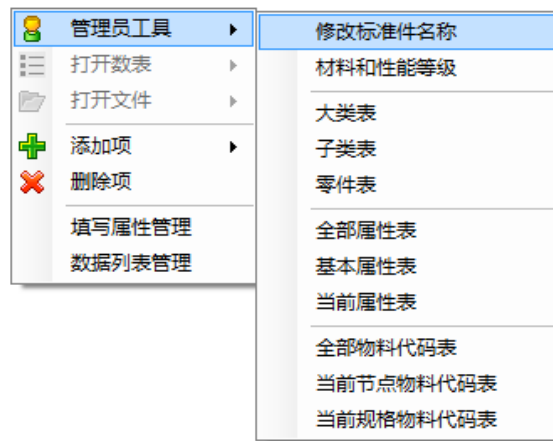 管理员工具
打开数表
打开文件
添加项
删除项
填写属性管理
数据列表管理
修改标准件名称
材料和性能等级
大类表
子类表
零件表
全部属性表
基本属性表
当前属性表
全部物料代码表
当前节点物料代码表
当前规格物料代码表